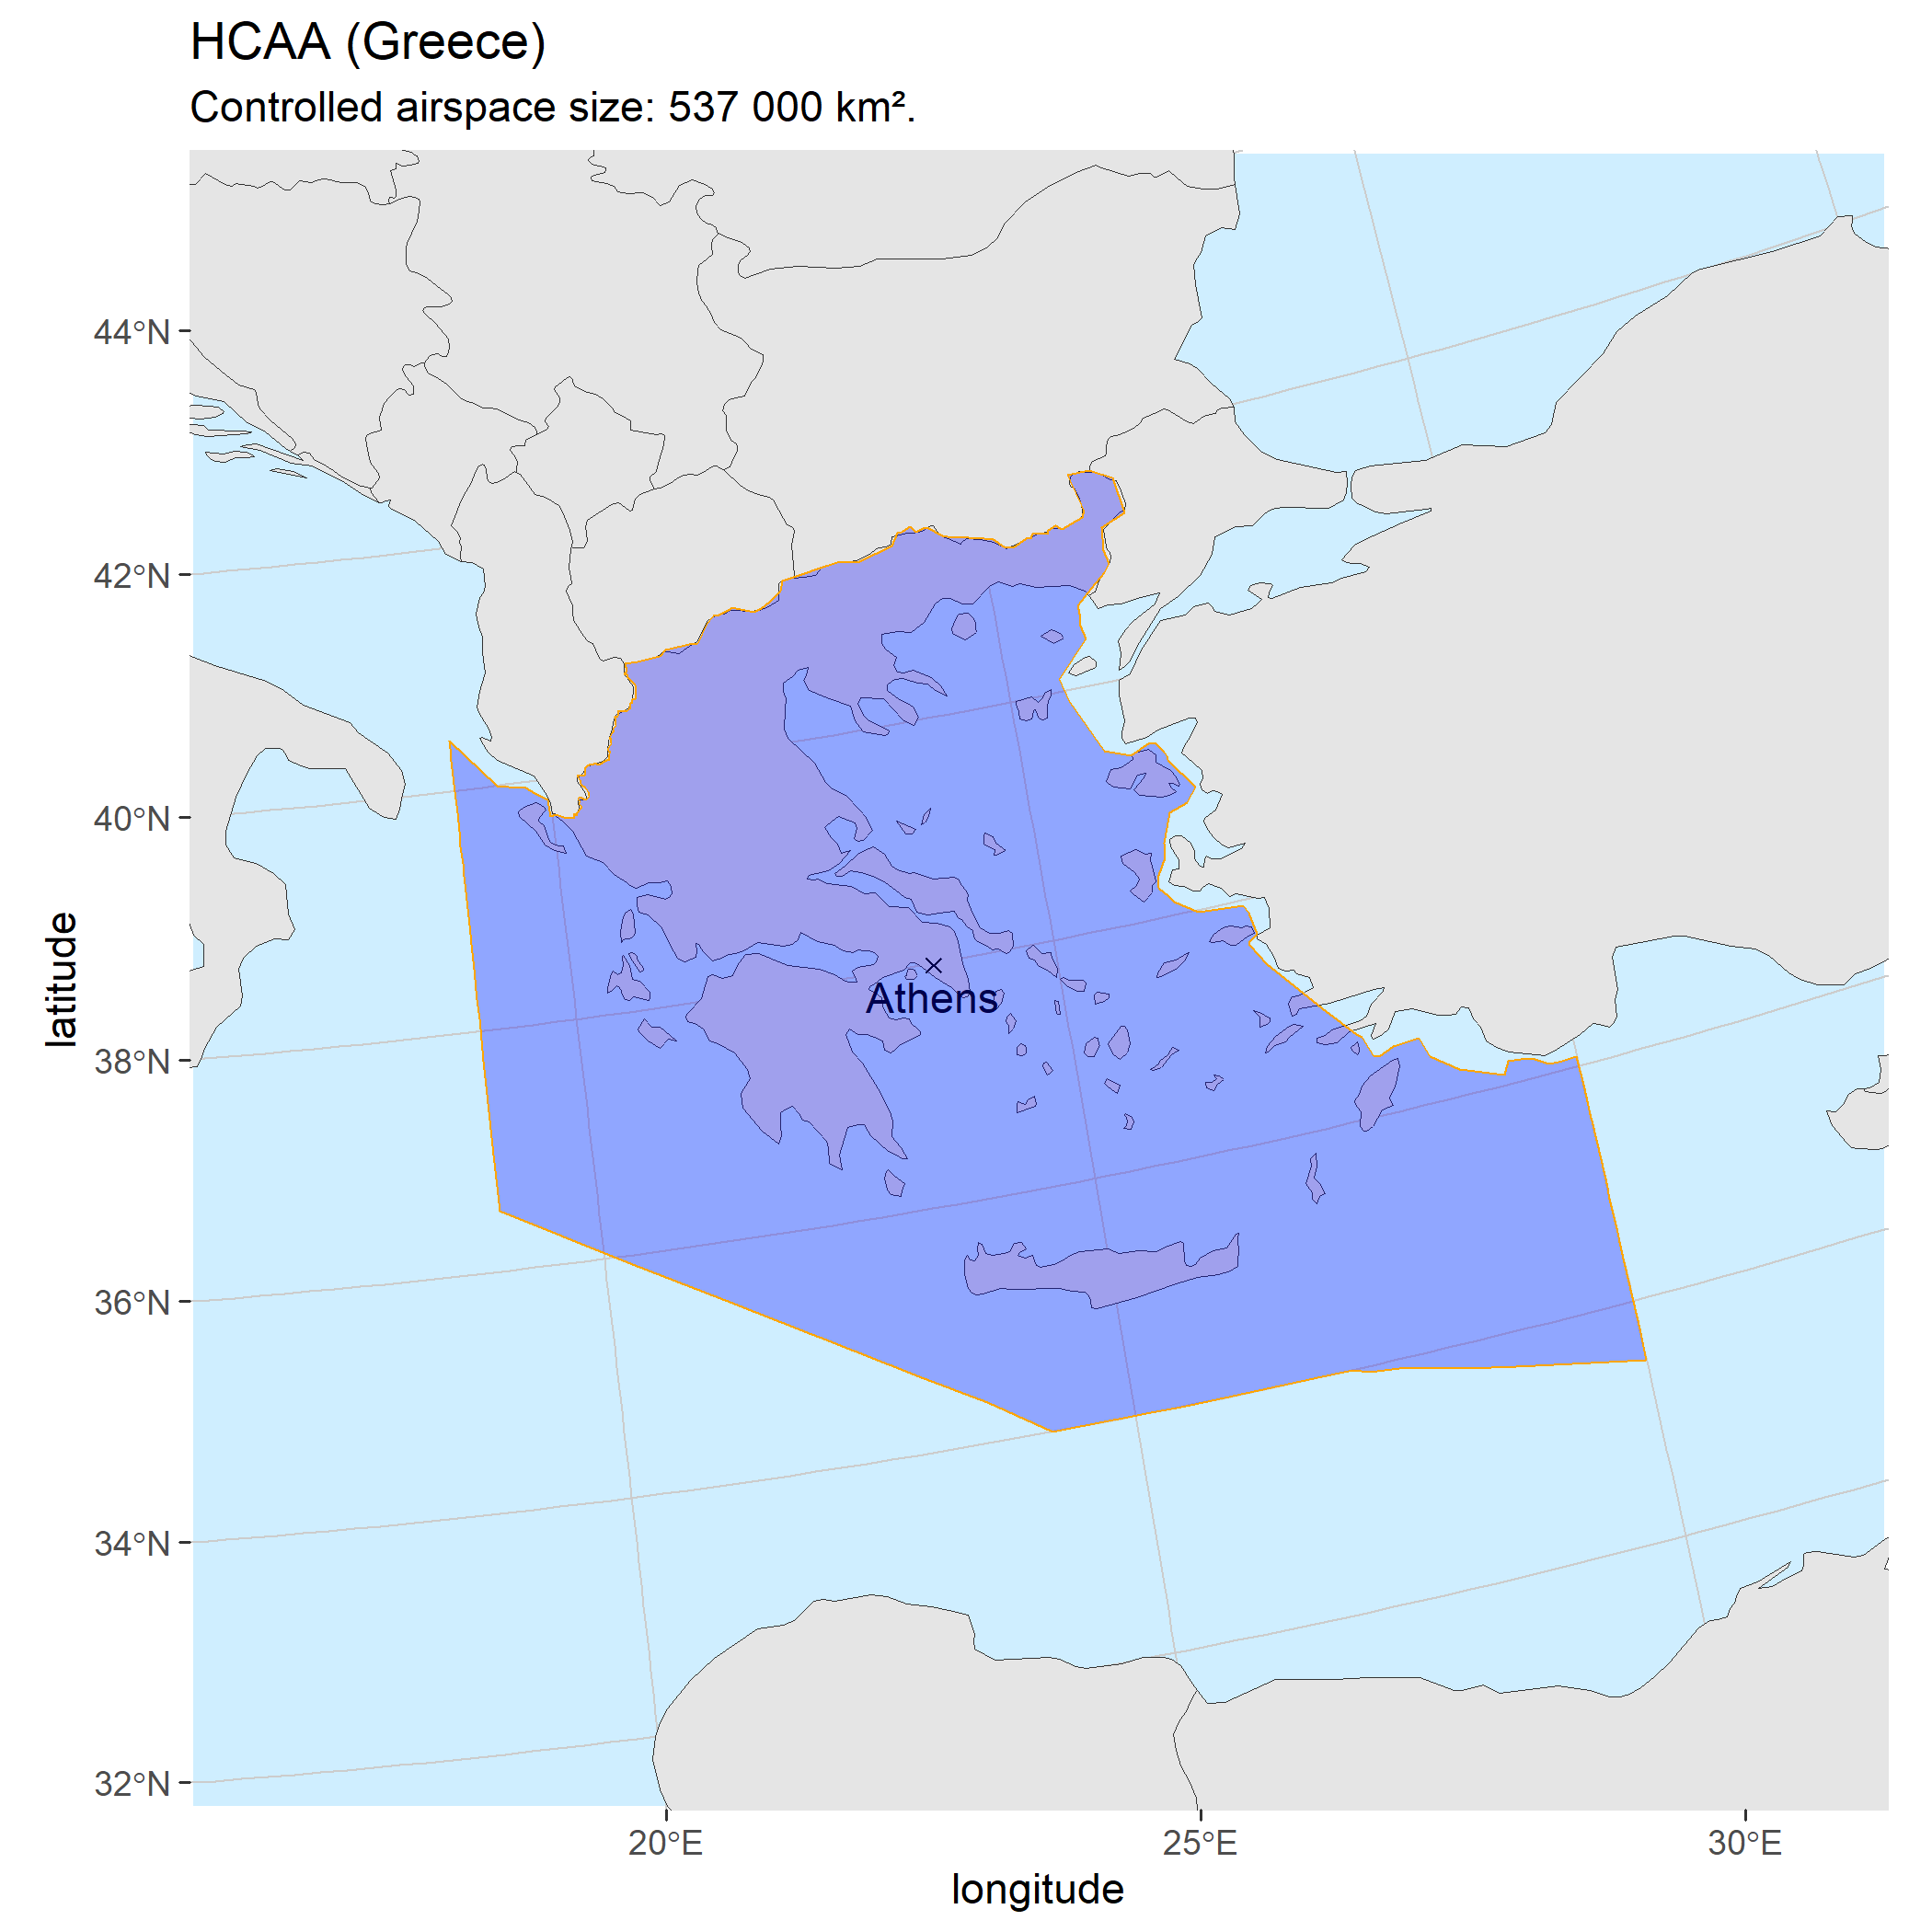 HCAA (Greece)
Controlled airspace size: 537 000 km².
44°N
42°N
40°N
38°N
36°N
34°N
32°N
latitude
Athens
20°E
25°E
30°E
longitude